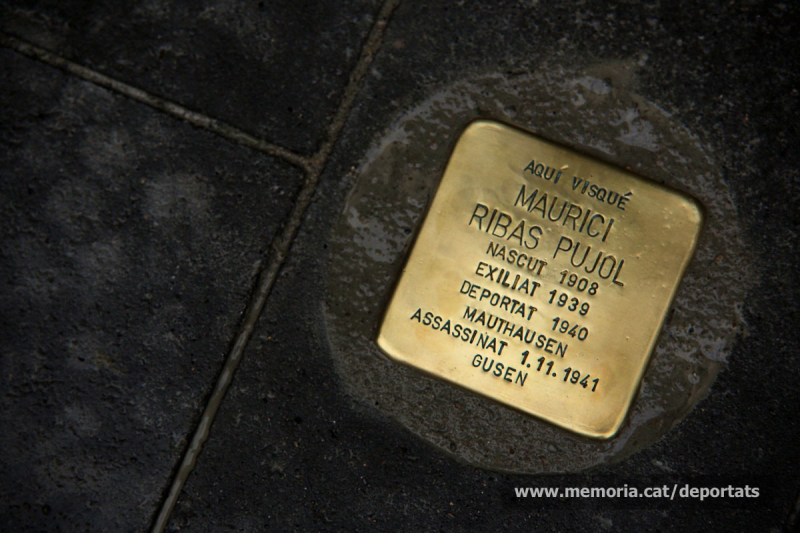 AQUÍ VISQUÉ
MAURICI
RIBAS PUJOL
NASCUT 1908
EXILIAT 1939
DEPORTAT 1940
MAUTHAUSEN
ASSASSINAT 1.11.1941
GUSEN
www.memoria.cat/deportats